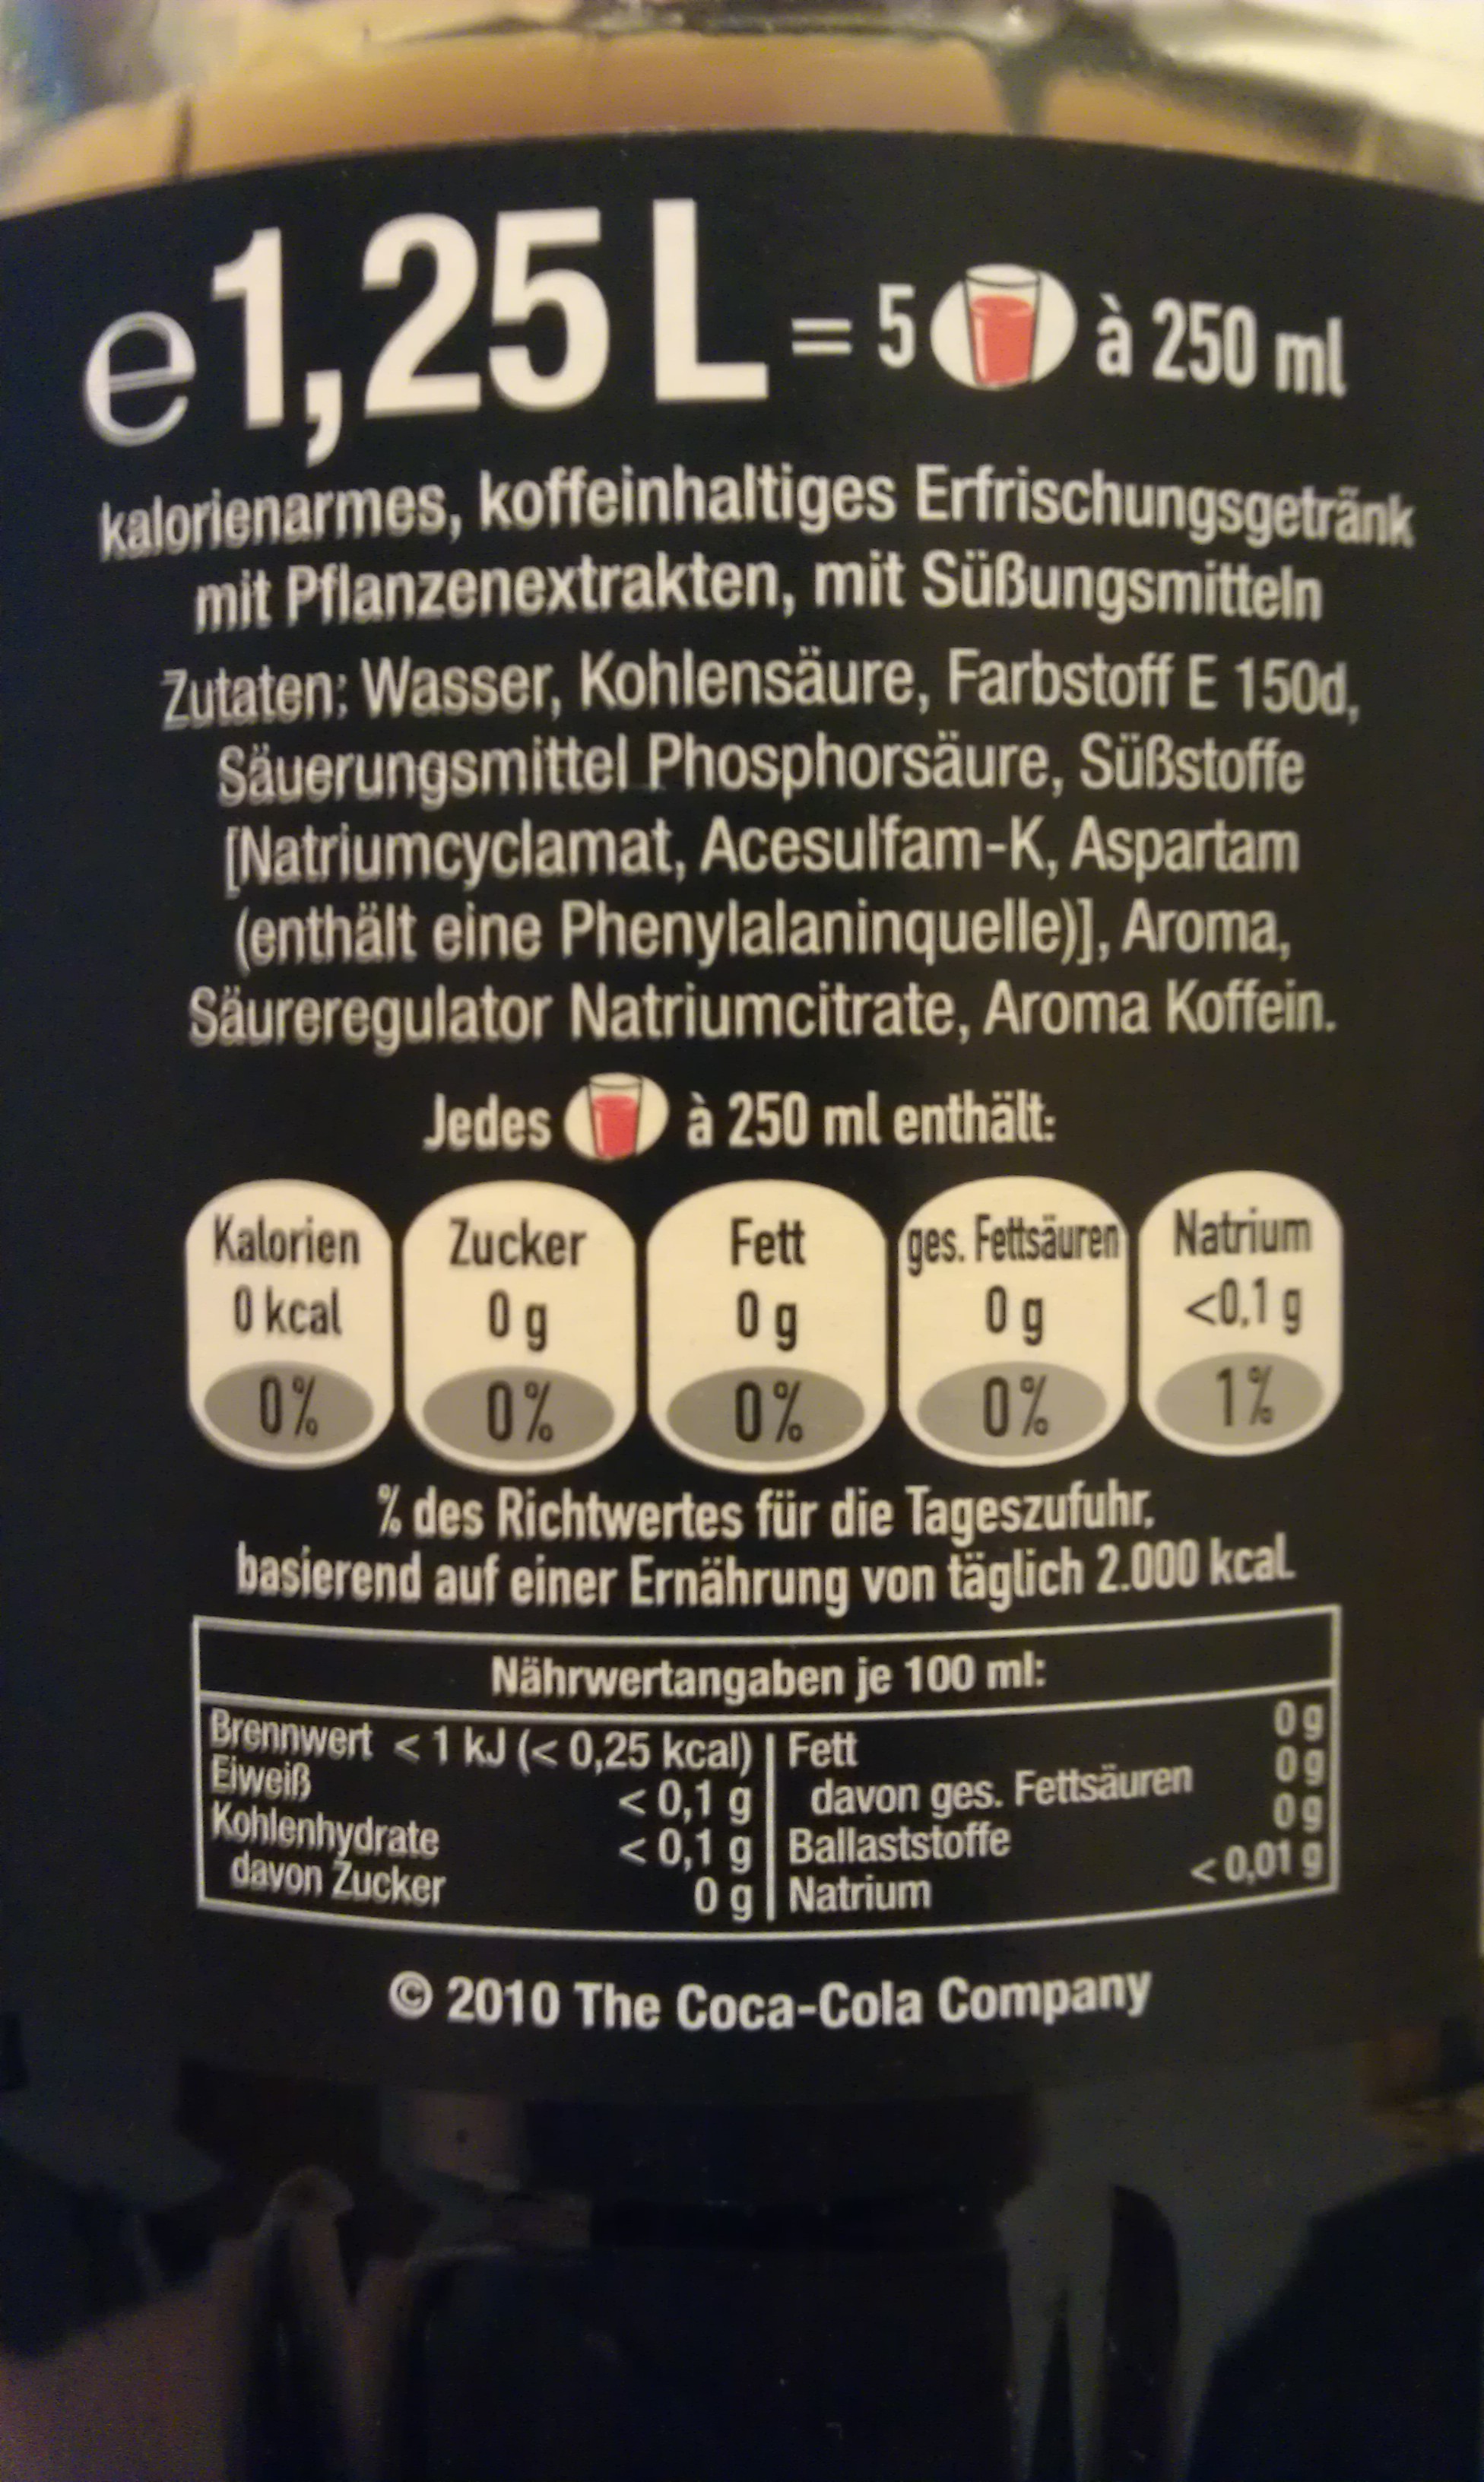 e 1,25 L = 5 à 250 ml
kalorienarmes, koffeinhaltiges Erfrischungsgetränk
mit Pflanzenextrakten, mit Süßungsmitteln
Zutaten: Wasser, Kohlensäure, Farbstoff E 150d,
Säuerungsmittel Phosphorsäure, Süßstoffe
[Natriumcyclamat, Acesulfam-K, Aspartam
(enthält eine Phenylalaninquelle)], Aroma,
Säureregulator Natriumcitrate, Aroma Koffein.
Jedes à 250 ml enthält:
Kalorien Zucker Fett ges. Fettsäuren Natrium
0 kcal 0 g 0 g 0 g <0,1 g
0% 0% 0% 0% 1%
% des Richtwertes für die Tageszufuhr,
basierend auf einer Ernährung von täglich 2.000 kcal.
Nährwertangaben je 100 ml:
Brennwert < 1 kJ (< 0,25 kcal) | Fett 0 g
Eiweiß < 0,1 g | davon ges. Fettsäuren 0 g
Kohlenhydrate < 0,1 g | Ballaststoffe 0 g
davon Zucker 0 g | Natrium < 0,01 g
© 2010 The Coca-Cola Company